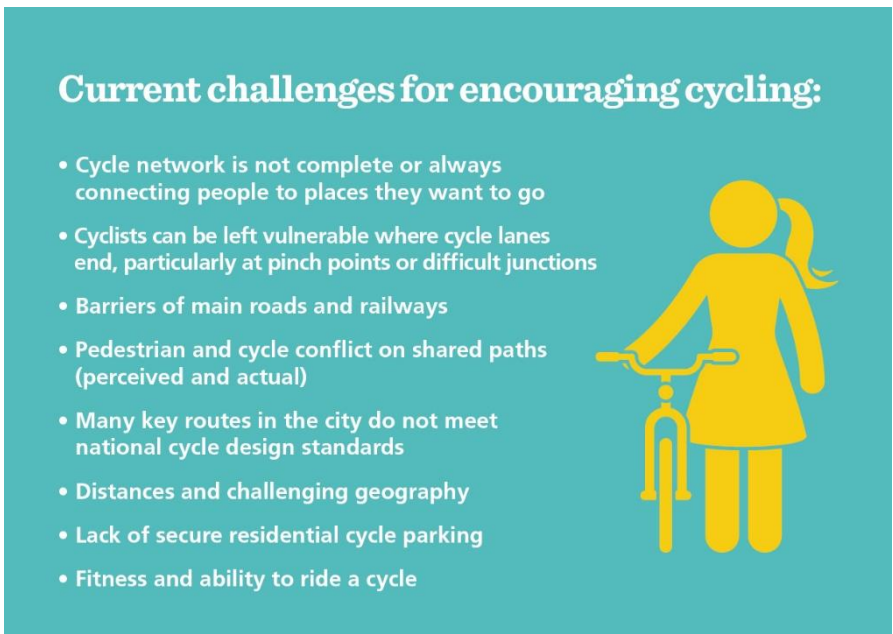 Current challenges for encouraging cycling:
• Cycle network is not complete or always
connecting people to places they want to go
• Cyclists can be left vulnerable where cycle lanes
end, particularly at pinch points or difficult junctions
• Barriers of main roads and railways
• Pedestrian and cycle conflict on shared paths
(perceived and actual)
• Many key routes in the city do not meet
national cycle design standards
• Distances and challenging geography
• Lack of secure residential cycle parking
• Fitness and ability to ride a cycle